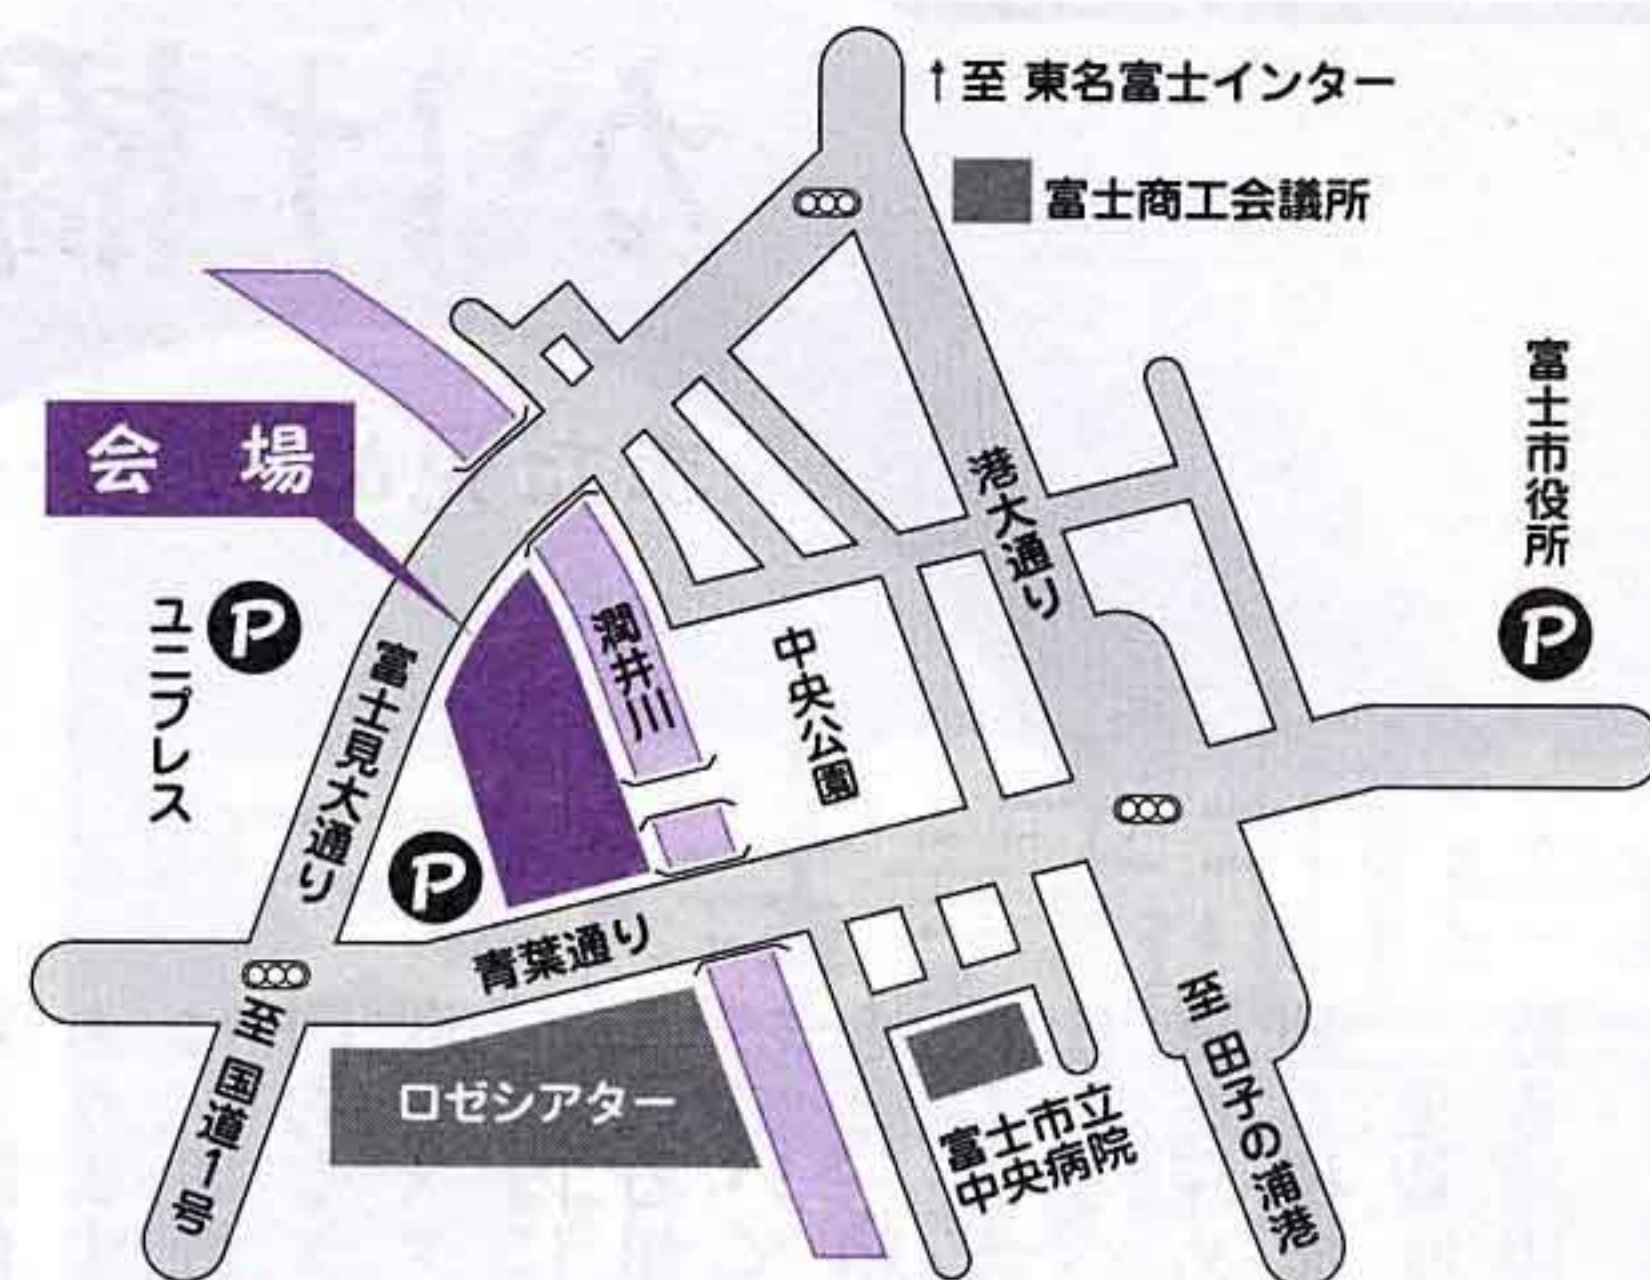 ↑至 東名富士インター
富士商工会議所
会 場
港大通り
富士市役所
P
ユニプレス
P
潤井川
中央公園
富士見大通り
P
青葉通り
至 国道1号
ロゼシアター
富士市立
中央病院
至 田子の浦港